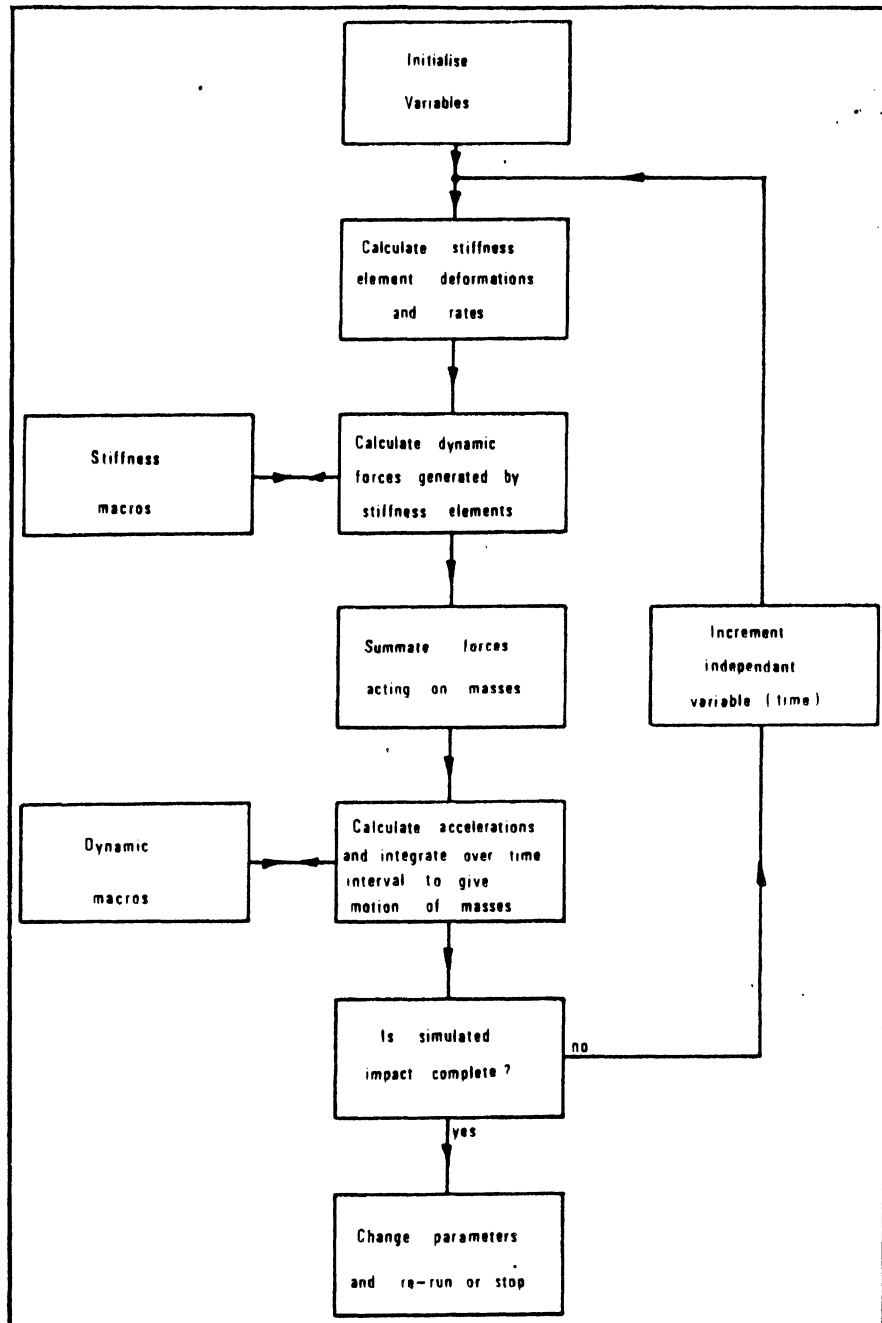 Initialise
Variables
Calculate stiffness
element deformations
and rates
Stiffness
macros
Calculate dynamic
forces generated by
stiffness elements
Summate forces
acting on masses
Increment
independant
variable (time)
Dynamic
macros
Calculate accelerations
and integrate over time
interval to give
motion of masses
Is simulated
impact complete?
no
yes
Change parameters
and re-run or stop